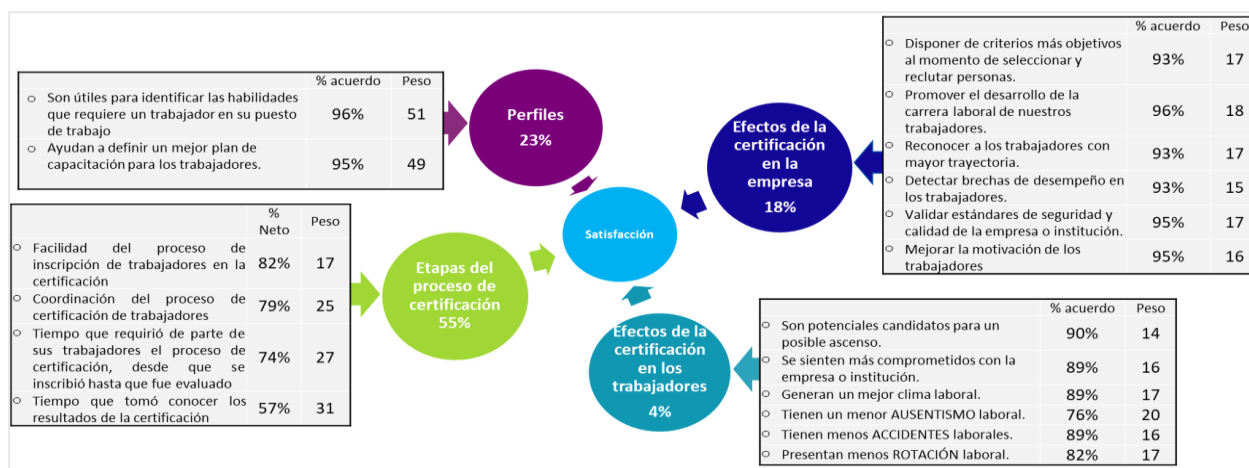 % acuerdo Peso
○ Son útiles para identificar las habilidades
que requiere un trabajador en su puesto
de trabajo
96% 51
○ Ayudan a definir un mejor plan de
capacitación para los trabajadores.
95% 49
Perfiles
23%
%
Neto
Peso
○ Facilidad del proceso de
inscripción de trabajadores en la
certificación
82% 17
○ Coordinación del proceso de
certificación de trabajadores
79% 25
○ Tiempo que requirió de parte de
sus trabajadores el proceso de
certificación, desde que se
inscribió hasta que fue evaluado
74% 27
○ Tiempo que tomó conocer los
resultados de la certificación
57% 31
Etapas del
proceso de
certificación
55%
Satisfacción
Efectos de la
certificación
en la
empresa
18%
% acuerdo Peso
○ Disponer de criterios más objetivos
al momento de seleccionar y
reclutar personas.
93% 17
○ Promover el desarrollo de la
carrera laboral de nuestros
trabajadores.
96% 18
○ Reconocer a los trabajadores con
mayor trayectoria.
93% 17
○ Detectar brechas de desempeño en
los trabajadores.
93% 15
○ Validar estándares de seguridad y
calidad de la empresa o institución.
95% 17
○ Mejorar la motivación de los
trabajadores
95% 16
Efectos de la
certificación
en los
trabajadores
4%
% acuerdo Peso
○ Son potenciales candidatos para un
posible ascenso.
90% 14
○ Se sienten más comprometidos con la
empresa o institución.
89% 16
○ Generan un mejor clima laboral.
89% 17
○ Tienen un menor AUSENTISMO laboral.
76% 20
○ Tienen menos ACCIDENTES laborales.
89% 16
○ Presentan menos ROTACIÓN laboral.
82% 17